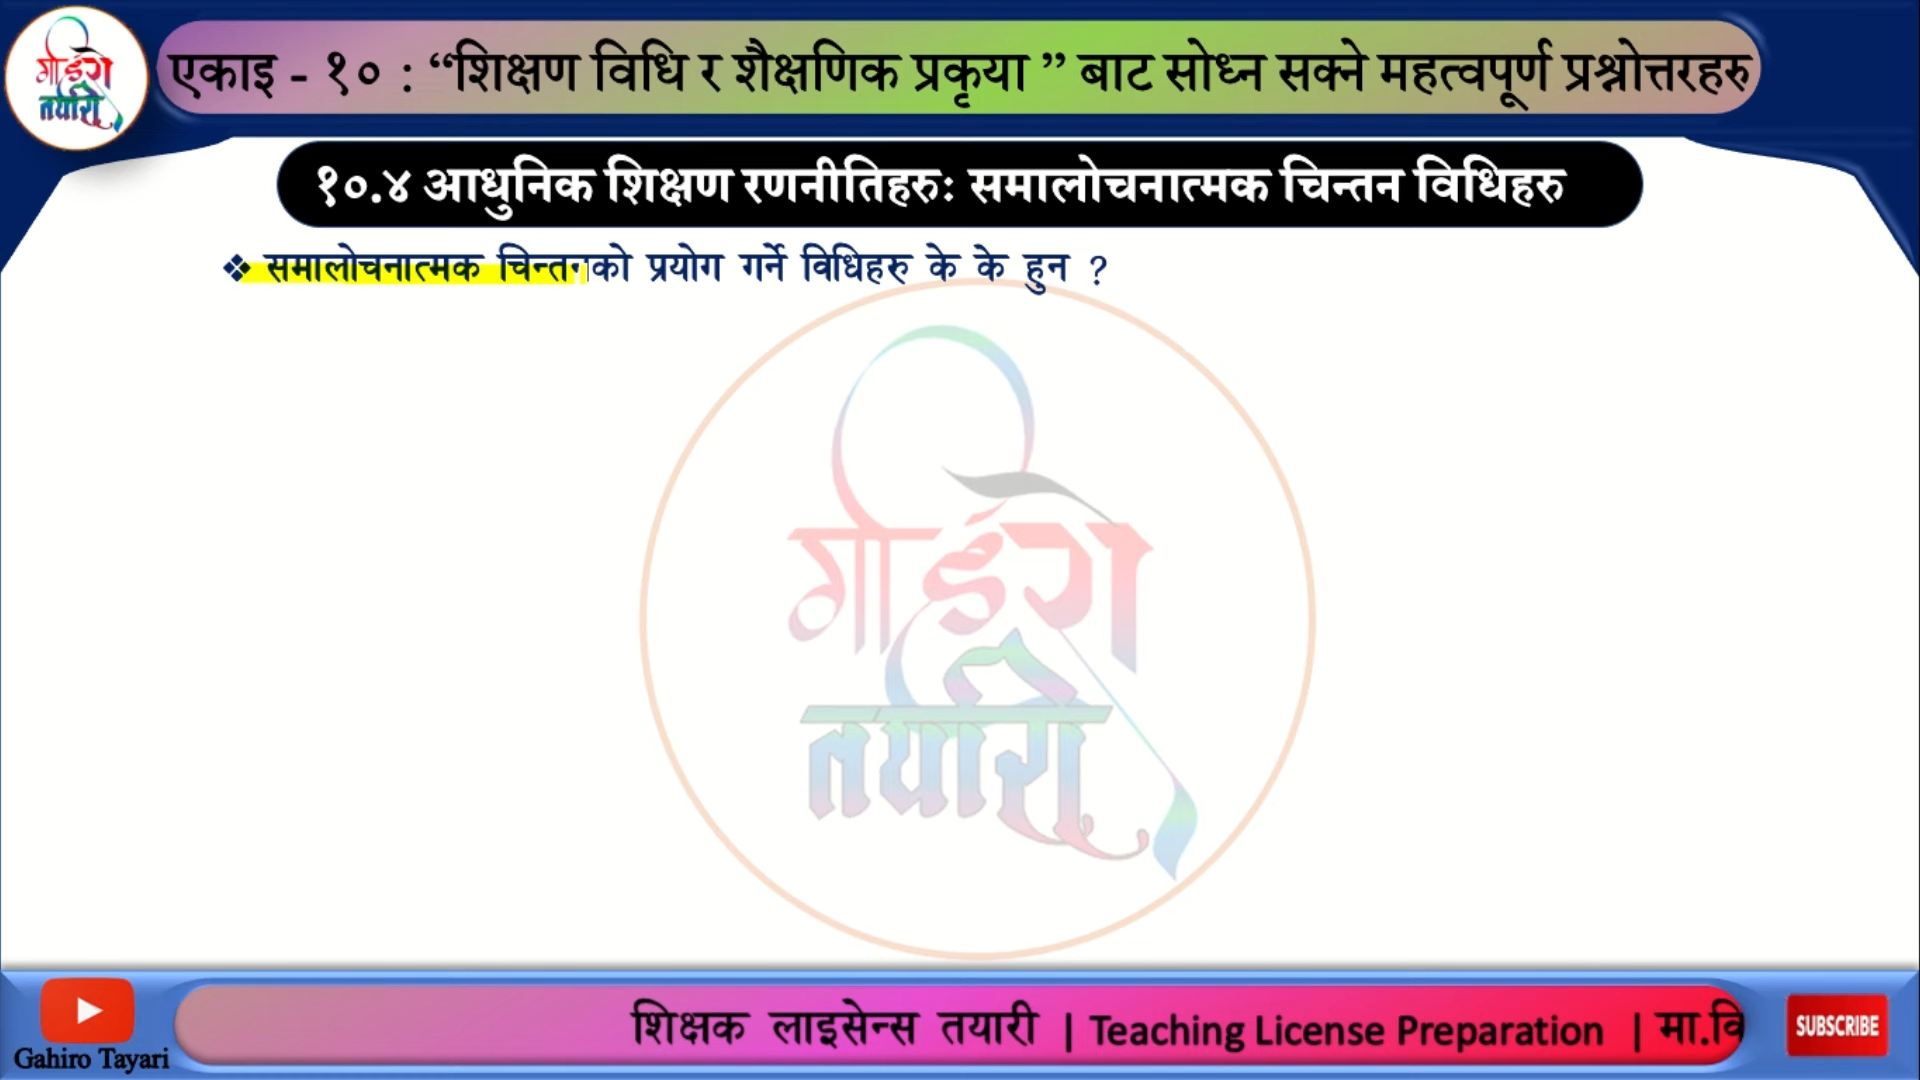 गहिरो तयारी
एकाइ - १० : “शिक्षण विधि र शैक्षणिक प्रकृया ” बाट सोध्न सक्ने महत्वपूर्ण प्रश्नोत्तरहरु
१०.४ आधुनिक शिक्षण रणनीतिहरुः समालोचनात्मक चिन्तन विधिहरु
❖ समालोचनात्मक चिन्तनको प्रयोग गर्ने विधिहरु के के हुन ?
गहिरो
तयारी
शिक्षक लाइसेन्स तयारी | Teaching License Preparation | मा.वि
SUBSCRIBE
Gahiro Tayari